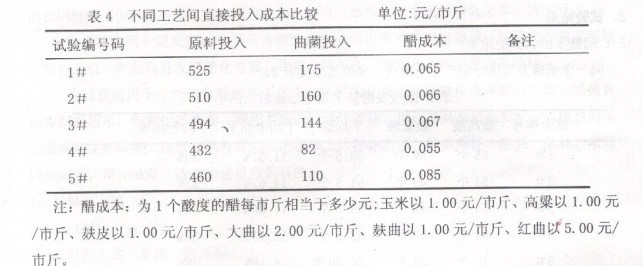 表 4 不同工艺间直接投入成本比较 单位:元/市斤
试验编号码 原料投入 曲菌投入 醋成本 备注
1# 525 175 0.065
2# 510 160 0.066
3# 494 144 0.067
4# 432 82 0.055
5# 460 110 0.085
注：醋成本：为 1 个酸度的醋每市斤相当于多少元;玉米以 1.00 元/市斤、高粱以 1.00 元
/市斤、麸皮以 1.00 元/市斤、大曲以 2.00 元/市斤、麸曲以 1.00 元/市斤、红曲以 5.00 元/
市斤。